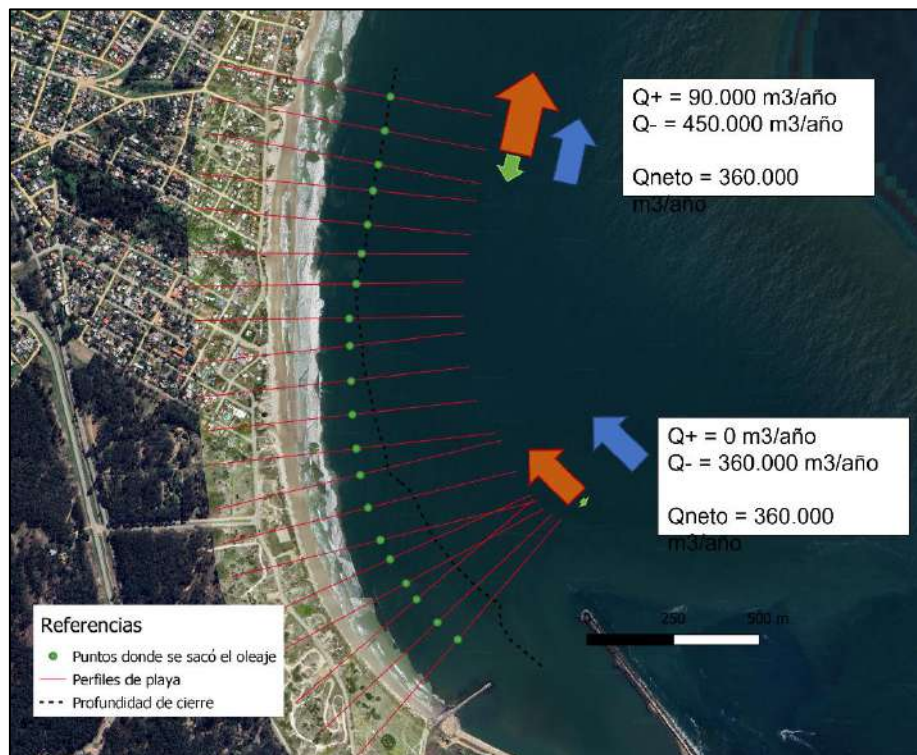 Q+ = 90.000 m3/año
Q- = 450.000 m3/año
Qneto = 360.000
m3/año
Q+ = 0 m3/año
Q- = 360.000 m3/año
Qneto = 360.000
m3/año
0 250 500 m
Referencias
Puntos donde se sacó el oleaje
Perfiles de playa
Profundidad de cierre